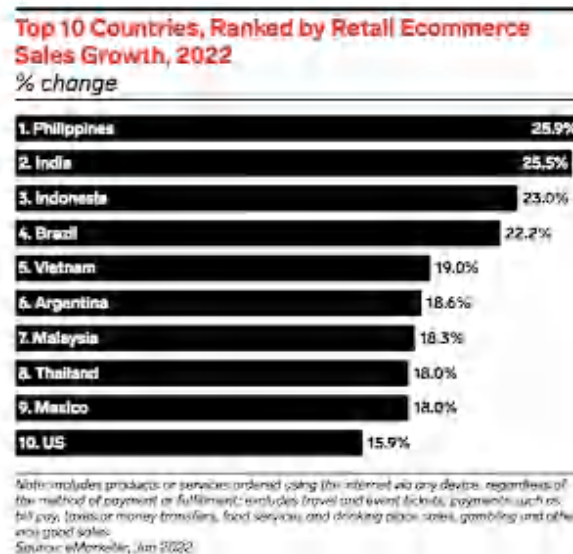 Top 10 Countries, Ranked by Retail Ecommerce
Sales Growth, 2022
% change
1. Philippines 25.9%
2. India 25.5%
3. Indonesia 23.0%
4. Brazil 22.2%
5. Vietnam 19.0%
6. Argentina 18.6%
7. Malaysia 18.3%
8. Thailand 18.0%
9. Mexico 18.0%
10. US 15.9%
Note: includes products or services ordered using the internet via any device, regardless of
the method of payment or fulfillment; excludes travel and event tickets, payments such as
bill pay, taxes or money transfers, food services and drinking place sales, gambling and other
vice good sales
Source: eMarketer, Jun 2022